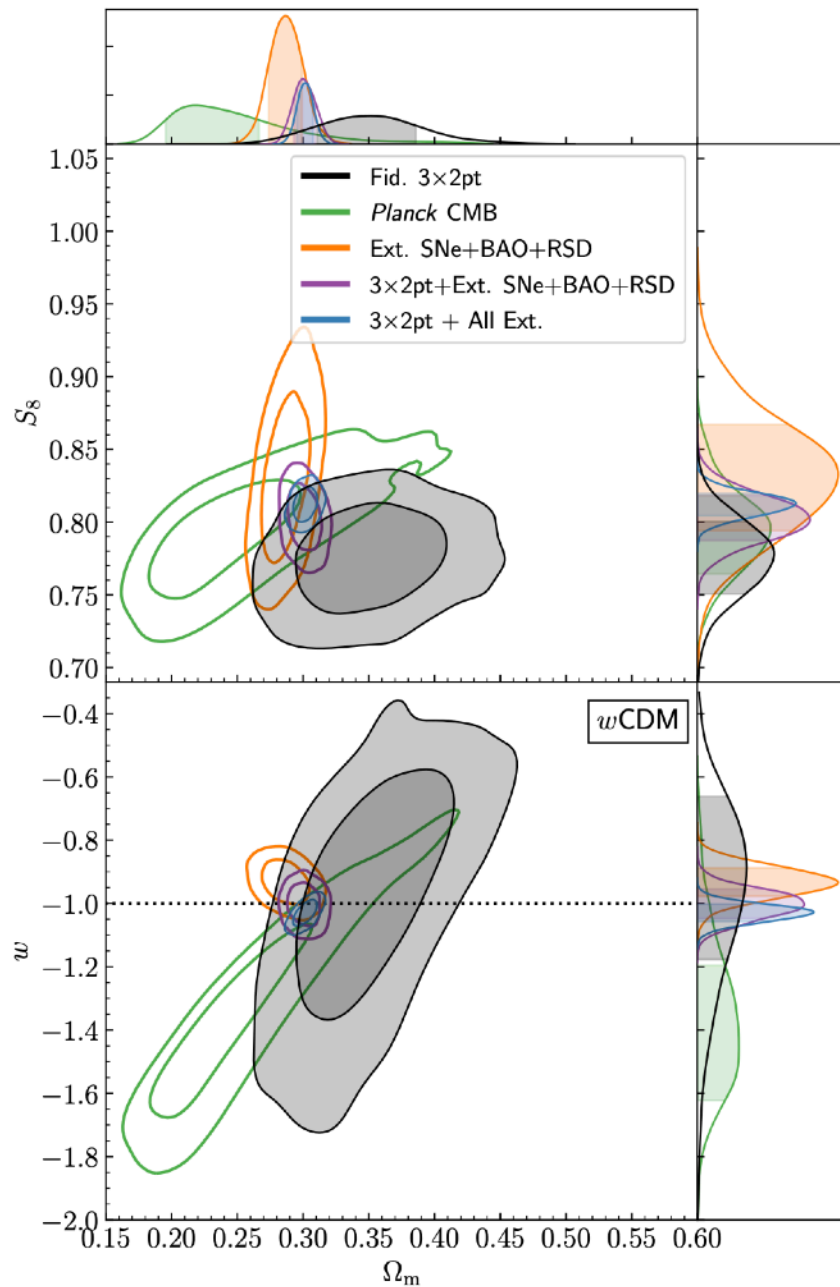 1.05
1.00
0.95
0.90
0.85
0.80
0.75
0.70
S₈
Fid. 3×2pt
Planck CMB
Ext. SNe+BAO+RSD
3×2pt+Ext. SNe+BAO+RSD
3×2pt + All Ext.
wCDM
−0.4
−0.6
−0.8
−1.0
−1.2
−1.4
−1.6
−1.8
−2.0
w
0.15 0.20 0.25 0.30 0.35 0.40 0.45 0.50 0.55 0.60
Ωₘ